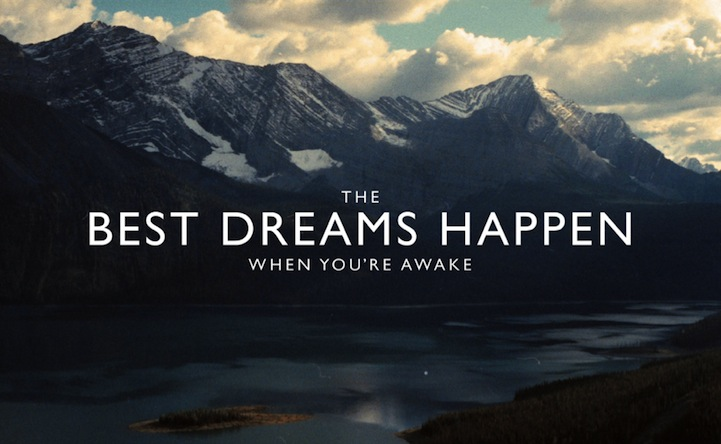 THE
BEST DREAMS HAPPEN
WHEN YOU'RE AWAKE